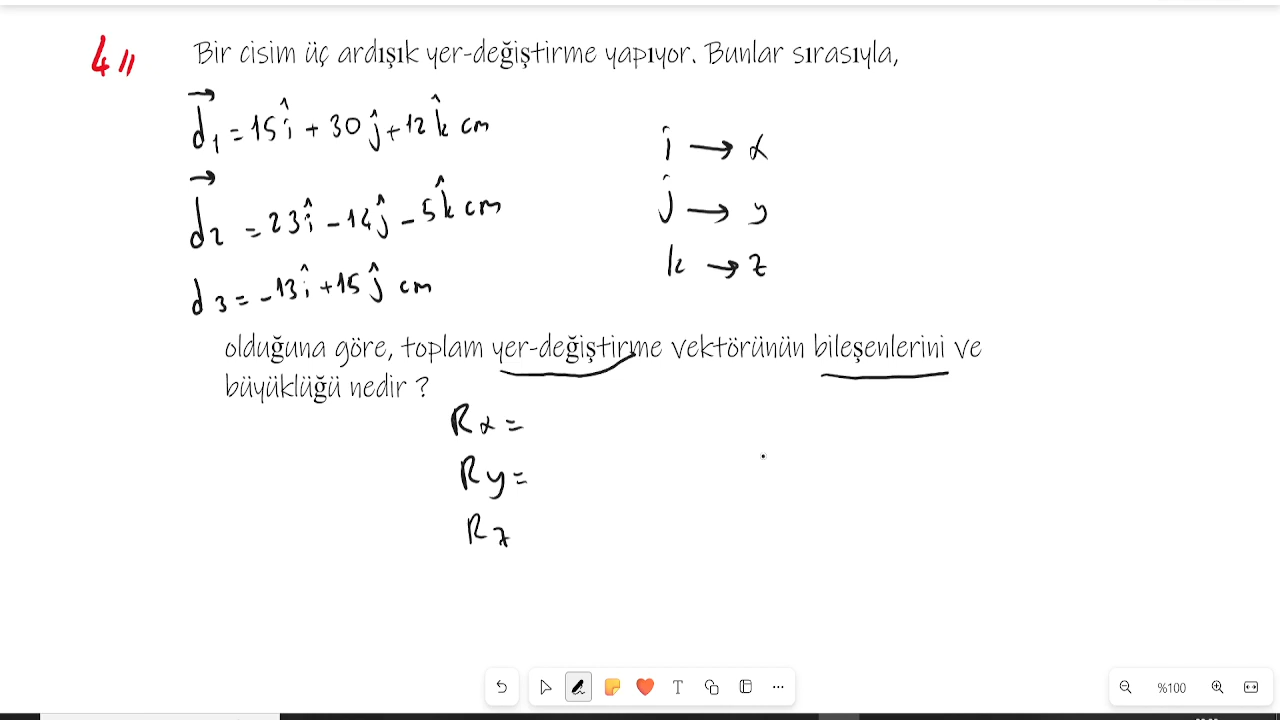 4 //
Bir cisim üç ardışık yer-değiştirme yapıyor. Bunlar sırasıyla,
d₁ = 15î + 30ĵ + 12k̂ cm
d₂ = 23î - 14ĵ - 5k̂ cm
d₃ = -13î + 15ĵ cm
i → x
j → y
k → z
olduğuna göre, toplam yer-değiştirme vektörünün bileşenlerini ve
büyüklüğü nedir ?
Rx =
Ry =
Rz
T
%100